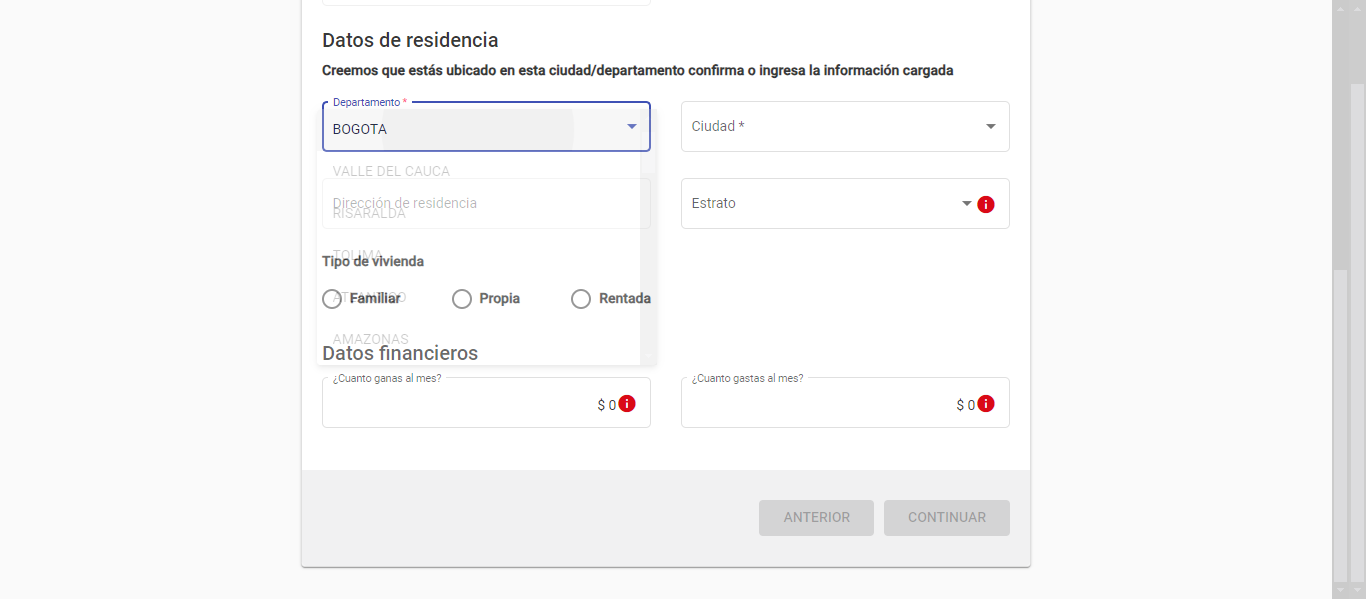 Datos de residencia
Creemos que estás ubicado en esta ciudad/departamento confirma o ingresa la información cargada
Departamento *
BOGOTA
Ciudad *
VALLE DEL CAUCA
Dirección de residencia
Estrato
RISARALDA
TOLIMA
Tipo de vivienda
ATLANTICO
Familiar Propia Rentada
AMAZONAS
Datos financieros
¿Cuanto ganas al mes? ¿Cuanto gastas al mes?
$ 0 $ 0
ANTERIOR CONTINUAR